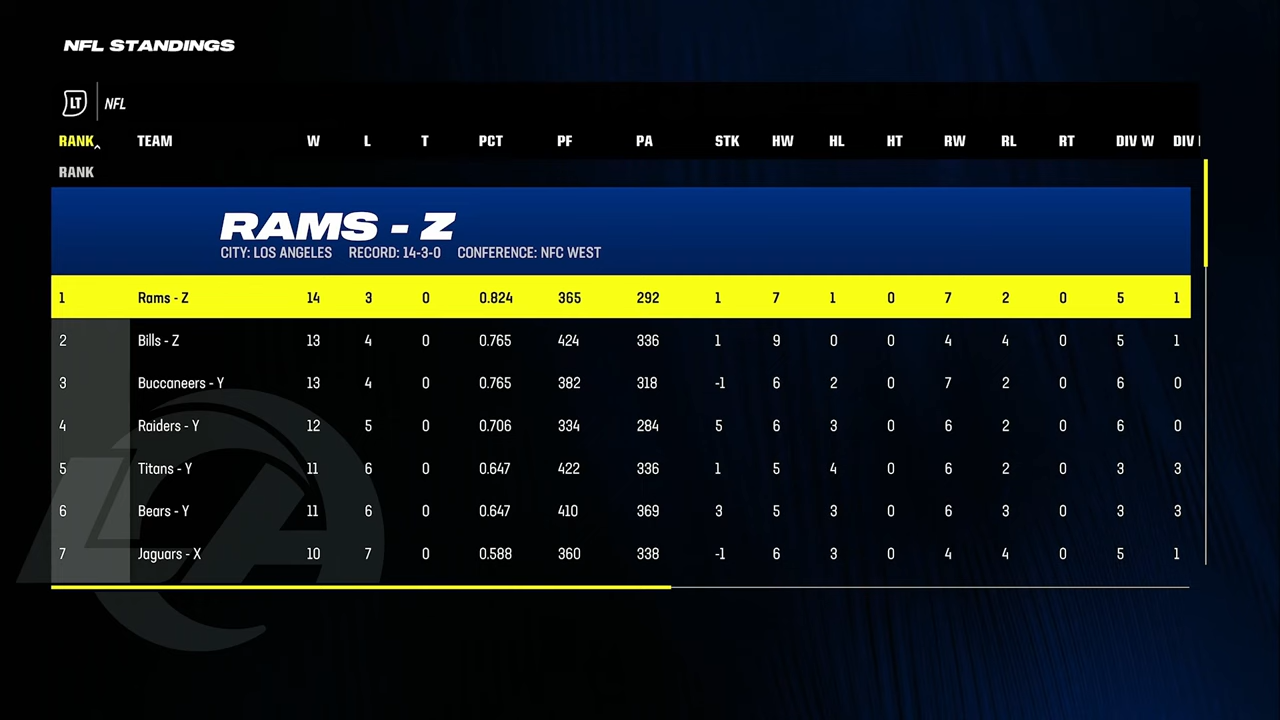 NFL STANDINGS
LT NFL
RANK TEAM W L T PCT PF PA STK HW HL HT RW RL RT DIV W DIV
RANK
RAMS - Z
CITY: LOS ANGELES RECORD: 14-3-0 CONFERENCE: NFC WEST
1 Rams - Z 14 3 0 0.824 365 292 1 7 1 0 7 2 0 5 1
2 Bills - Z 13 4 0 0.765 424 336 1 9 0 0 4 4 0 5 1
3 Buccaneers - Y 13 4 0 0.765 382 318 -1 6 2 0 7 2 0 6 0
4 Raiders - Y 12 5 0 0.706 334 284 5 6 3 0 6 2 0 6 0
5 Titans - Y 11 6 0 0.647 422 336 1 5 4 0 6 2 0 3 3
6 Bears - Y 11 6 0 0.647 410 369 3 5 3 0 6 3 0 3 3
7 Jaguars - X 10 7 0 0.588 360 338 -1 6 3 0 4 4 0 5 1